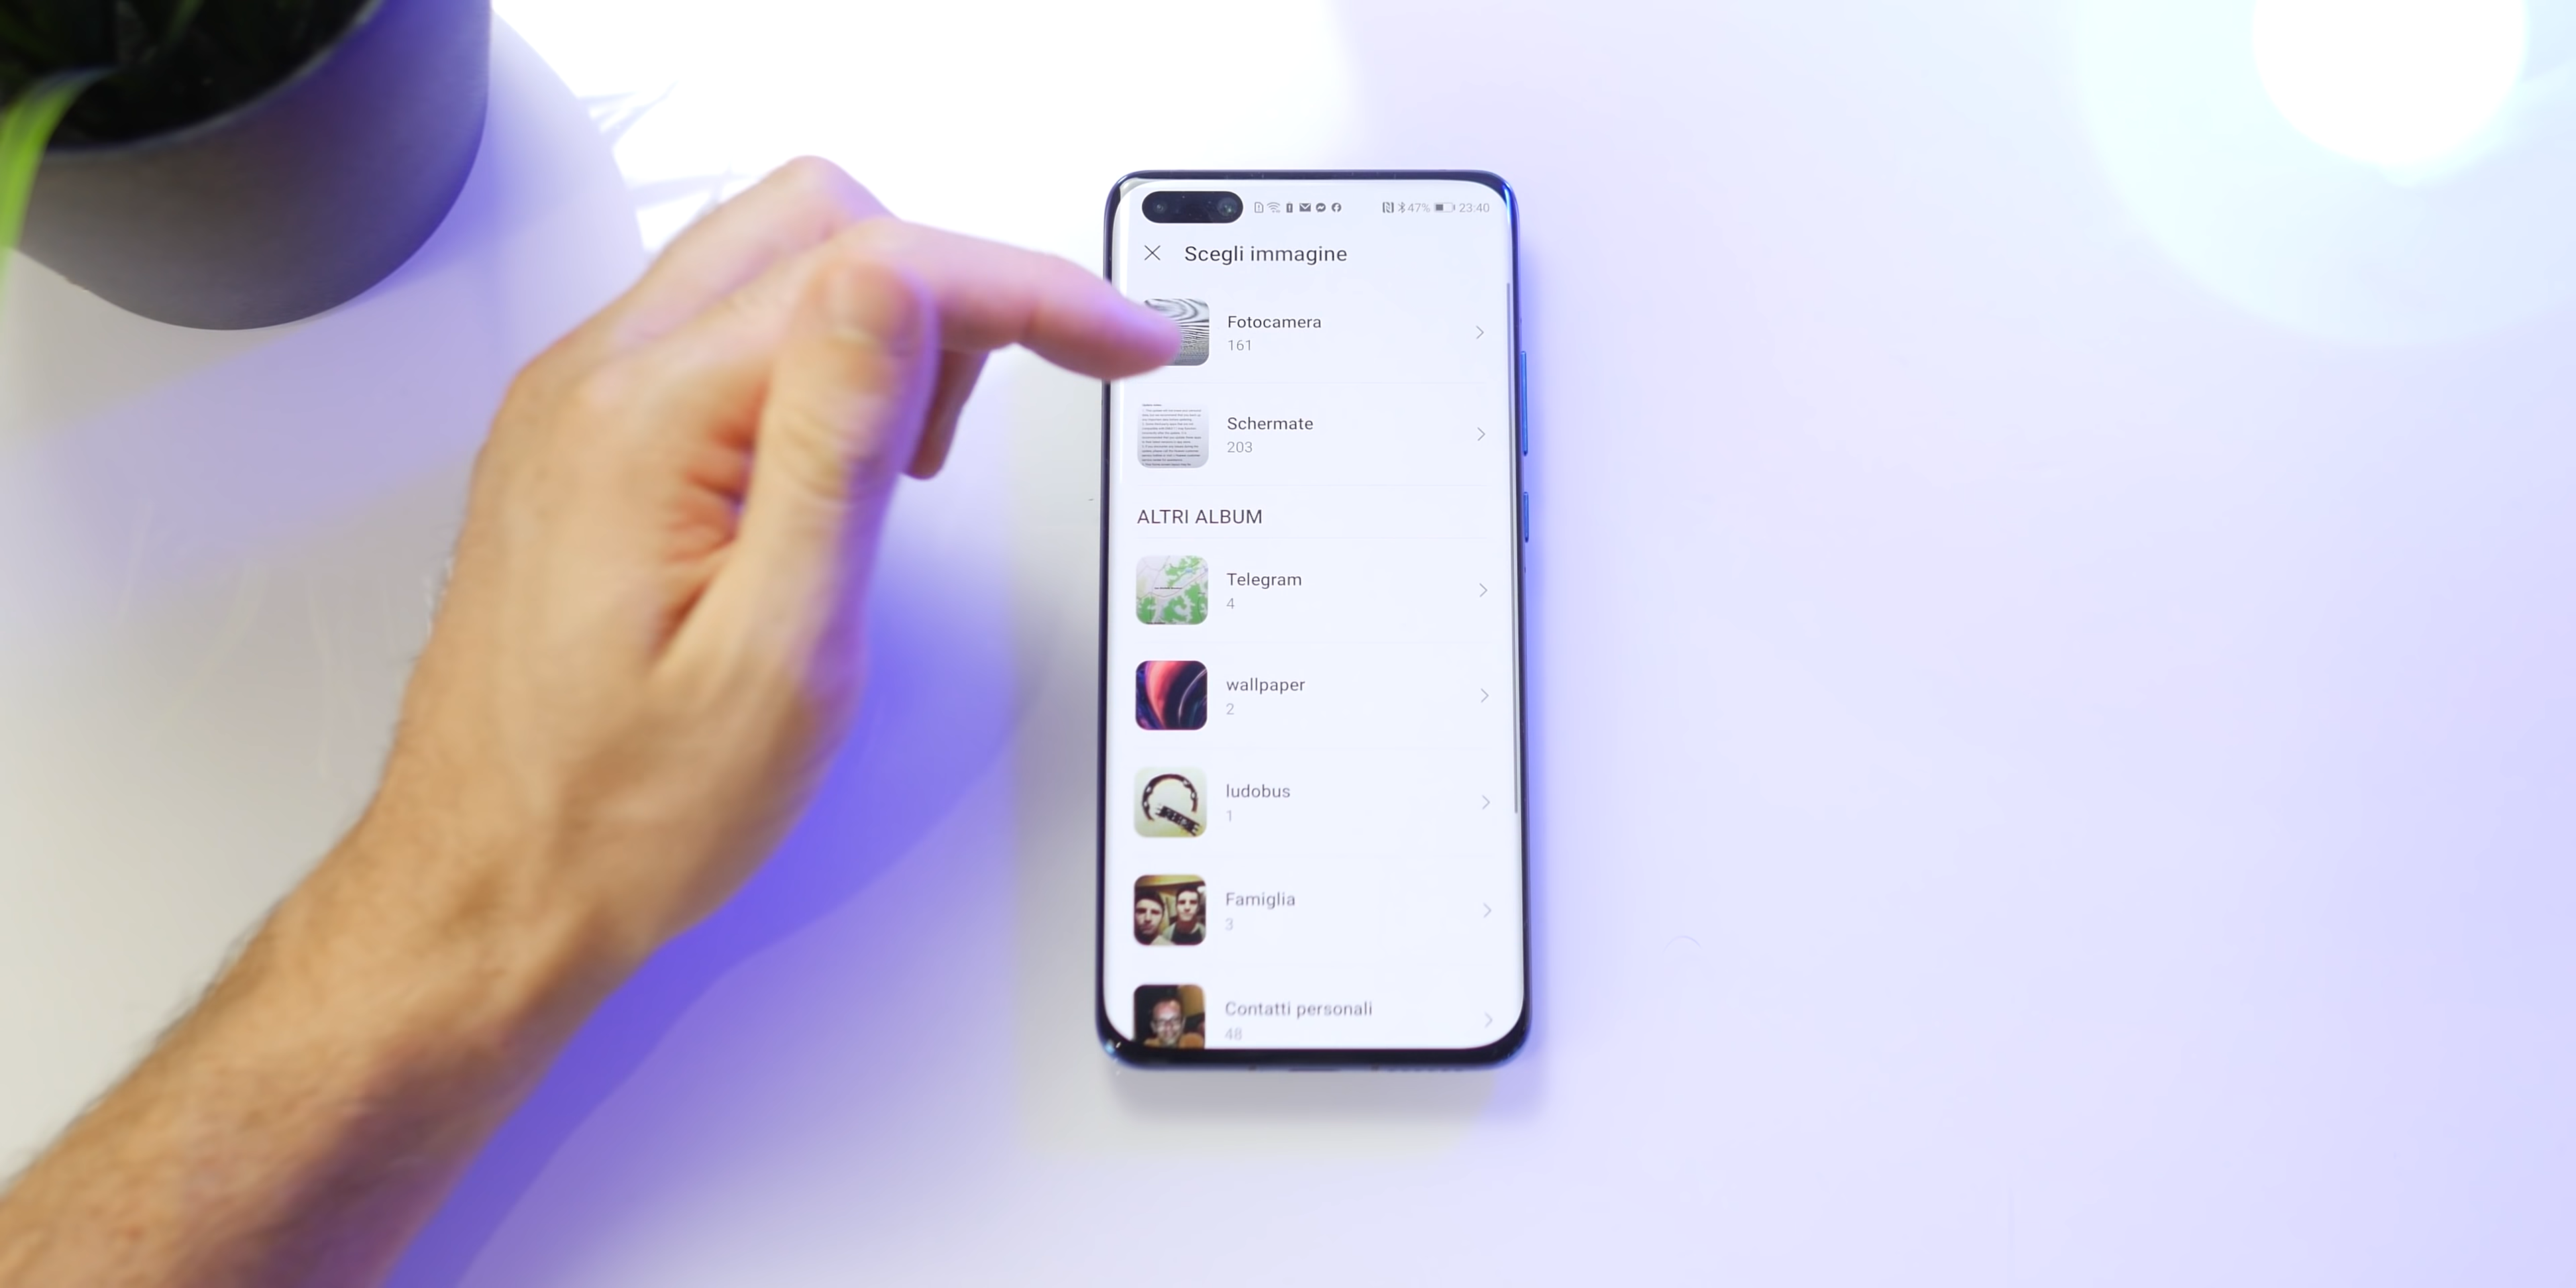 47% 23:40
Scegli immagine
Fotocamera
161
Schermate
203
ALTRI ALBUM
Telegram
4
wallpaper
2
ludobus
1
Famiglia
3
Contatti personali
48